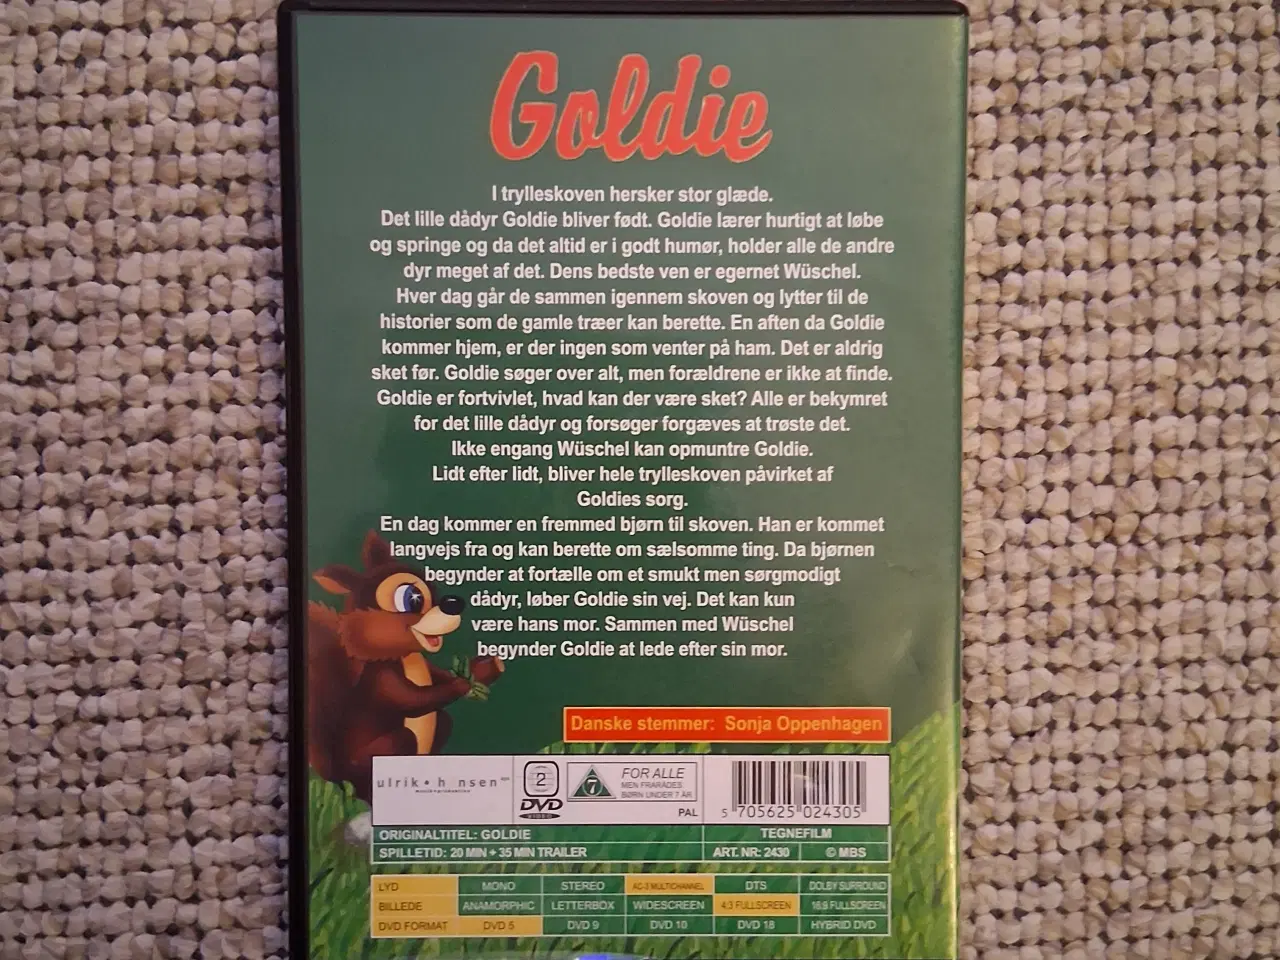 Goldie
I trylleskoven hersker stor glæde.
Det lille dådyr Goldie bliver født. Goldie lærer hurtigt at løbe
og springe og da det altid er i godt humør, holder alle de andre
dyr meget af det. Dens bedste ven er egernet Wüschel.
Hver dag går de sammen igennem skoven og lytter til de
historier som de gamle træer kan berette. En aften da Goldie
kommer hjem, er der ingen som venter på ham. Det er aldrig
sket før. Goldie søger over alt, men forældrene er ikke at finde.
Goldie er fortvivlet, hvad kan der være sket? Alle er bekymret
for det lille dådyr og forsøger forgæves at trøste det.
Ikke engang Wüschel kan opmuntre Goldie.
Lidt efter lidt, bliver hele trylleskoven påvirket af
Goldies sorg.
En dag kommer en fremmed bjørn til skoven. Han er kommet
langvejs fra og kan berette om sælsomme ting. Da bjørnen
begynder at fortælle om et smukt men sørgmodigt
dådyr, løber Goldie sin vej. Det kan kun
være hans mor. Sammen med Wüschel
begynder Goldie at lede efter sin mor.
Danske stemmer: Sonja Oppenhagen
ulrik • h nsen
2
DVD
VIDEO
7
FOR ALLE
MEN FRARÅDES
BØRN UNDER 7 ÅR
PAL
5 705625 024305
ORIGINALTITEL: GOLDIE
TEGNEFILM
SPILLETID: 20 MIN + 35 MIN TRAILER
ART. NR: 2430
© MBS
LYD MONO STEREO AC-3 MULTICHANNEL DTS DOLBY SURROUND
BILLEDE ANAMORPHIC LETTERBOX WIDESCREEN 4:3 FULLSCREEN 16:9 FULLSCREEN
DVD FORMAT DVD 5 DVD 9 DVD 10 DVD 18 HYBRID DVD